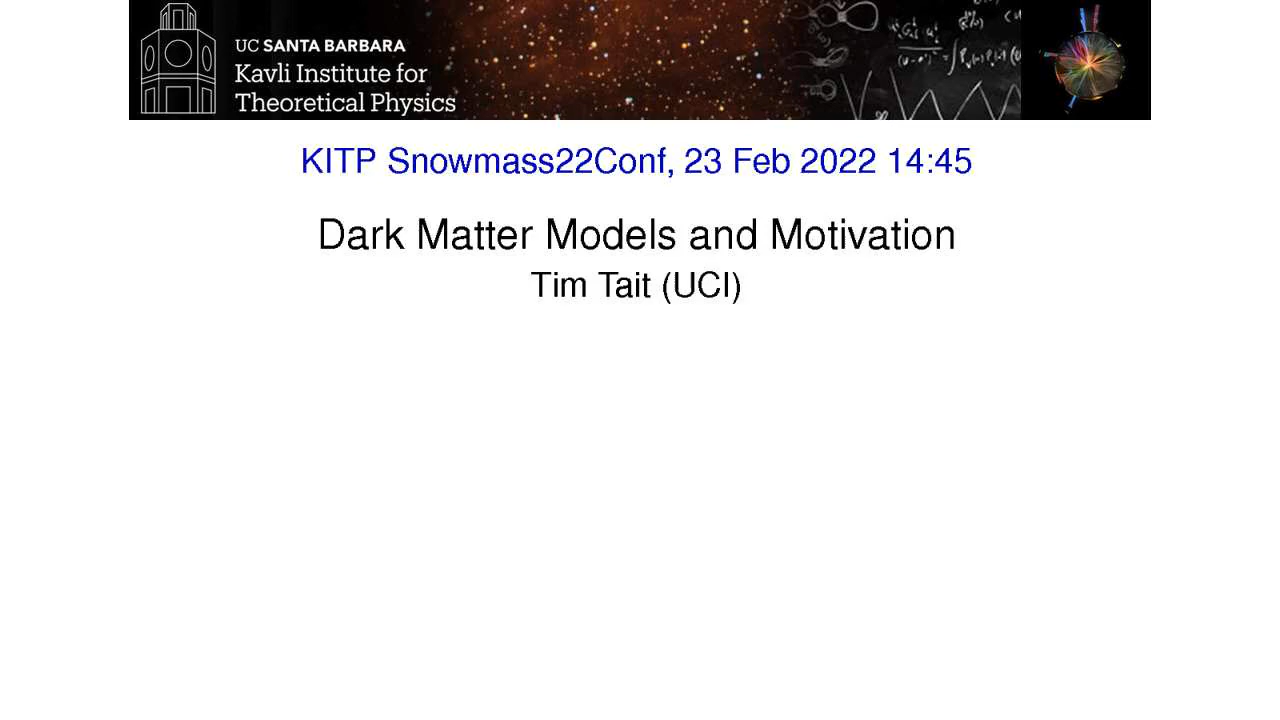 UC SANTA BARBARA
Kavli Institute for
Theoretical Physics
KITP Snowmass22Conf, 23 Feb 2022 14:45
Dark Matter Models and Motivation
Tim Tait (UCI)